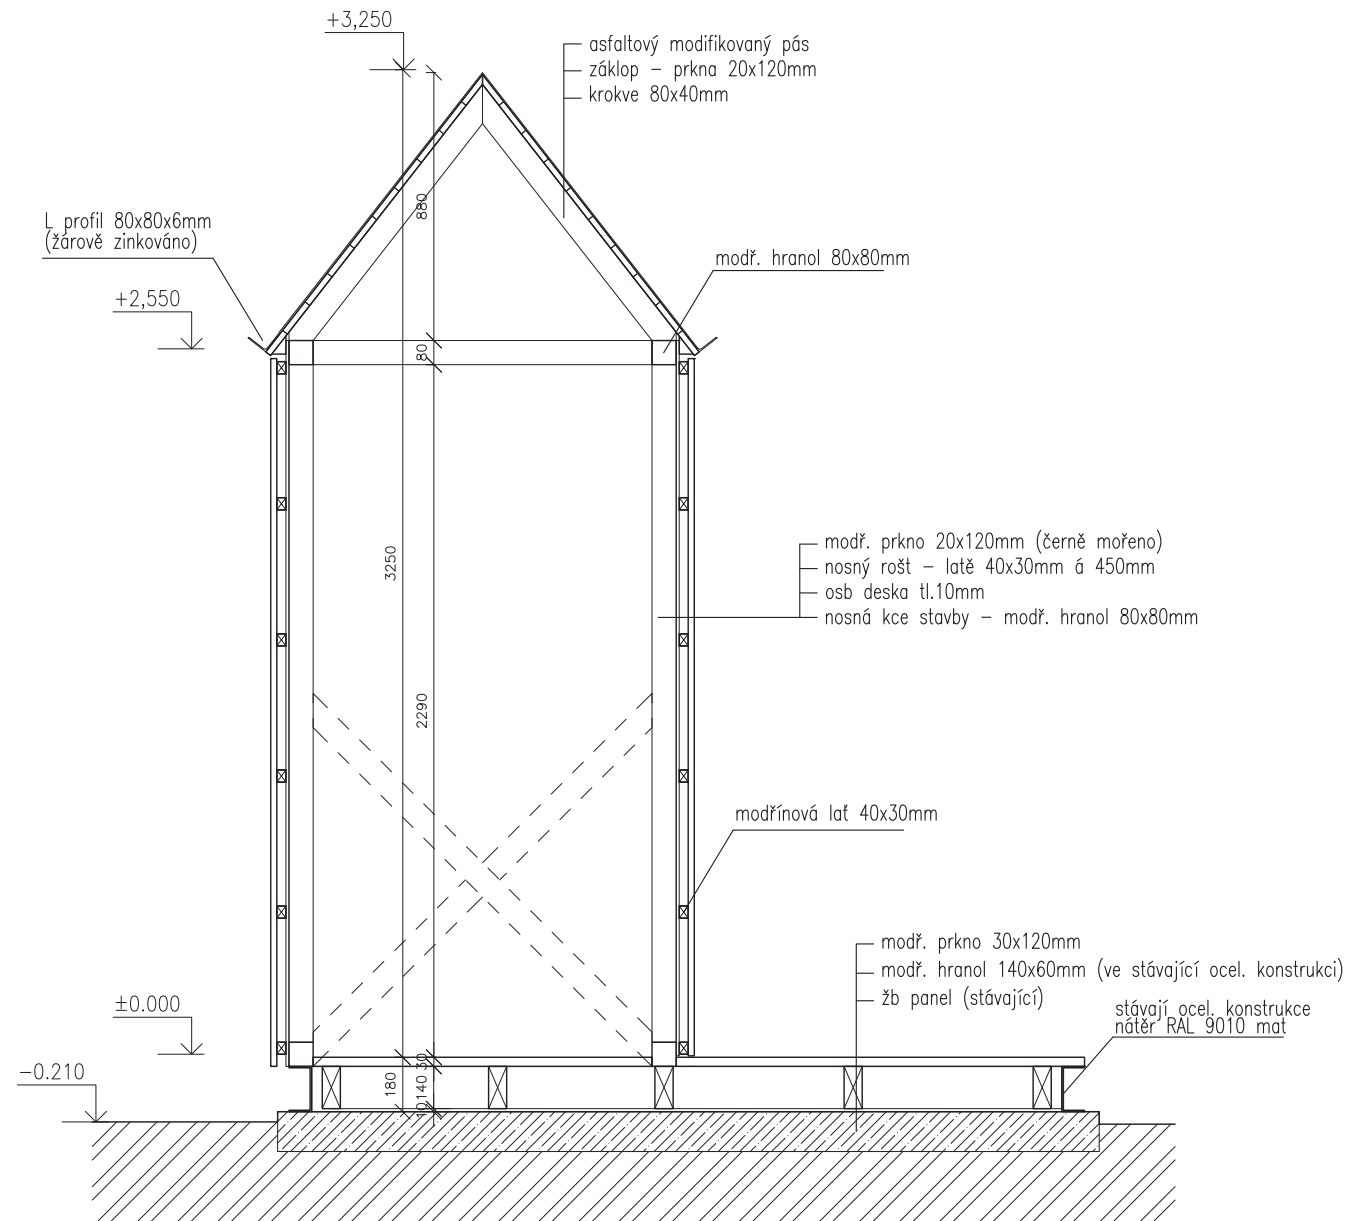 +3,250
asfaltový modifikovaný pás
záklop – prkna 20x120mm
krokve 80x40mm
880
L profil 80x80x6mm
(žárově zinkováno)
modř. hranol 80x80mm
+2,550
80
modř. prkno 20x120mm (černě mořeno)
nosný rošt – latě 40x30mm á 450mm
osb deska tl.10mm
nosná kce stavby – modř. hranol 80x80mm
3250
2290
modřínová lať 40x30mm
modř. prkno 30x120mm
modř. hranol 140x60mm (ve stávající ocel. konstrukci)
žb panel (stávající)
stávají ocel. konstrukce
nátěr RAL 9010 mat
±0.000
-0.210
30
180
140
10